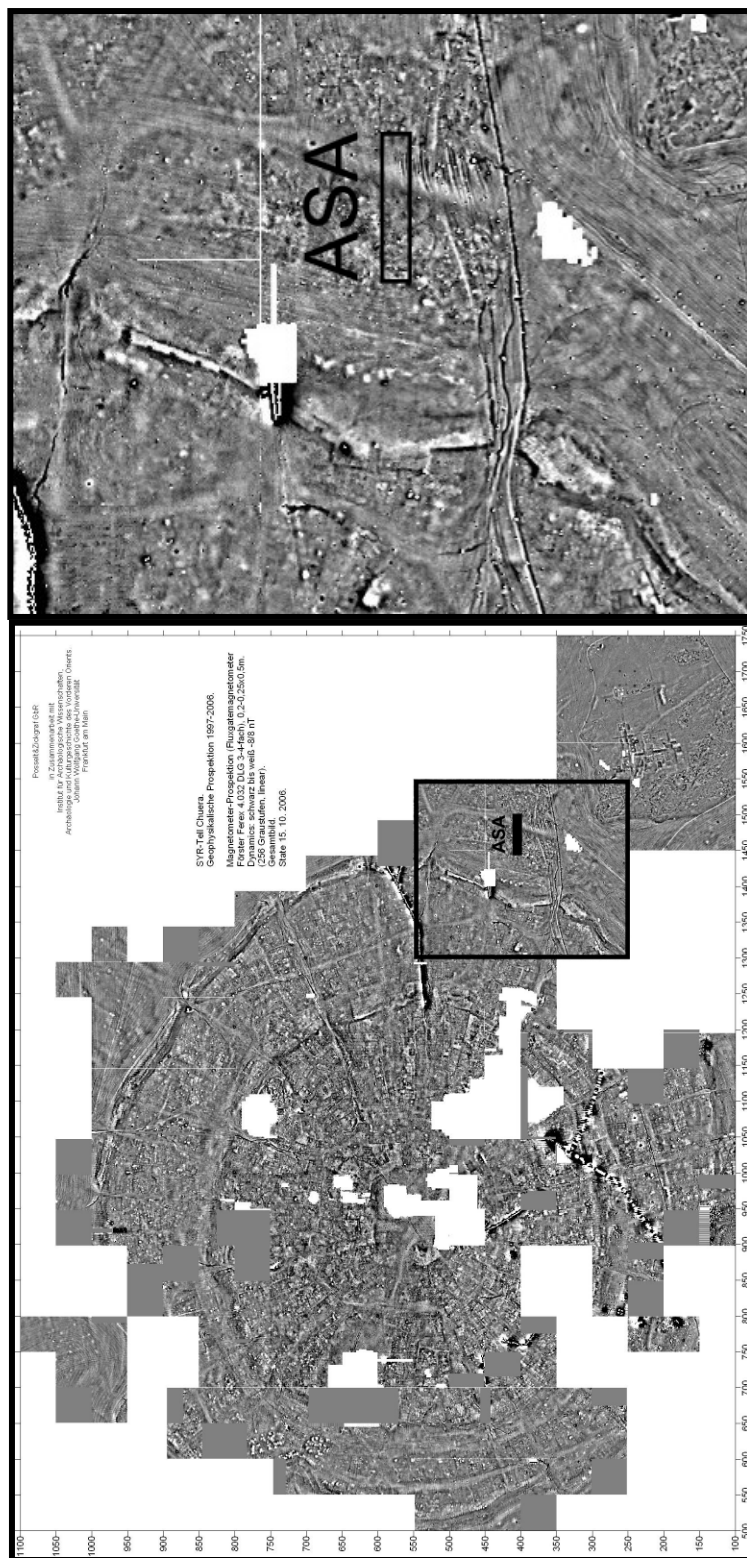 ASA
Posselt&Zickgraf GbR
in Zusammenarbeit mit
Institut für Archäologische Wissenschaften,
Archäologie und Kulturgeschichte des Vorderen Orients
Johann Wolfgang Goethe-Universität
Frankfurt am Main
SYR-Tell Chuera.
Geophysikalische Prospektion 1997-2006.
Magnetometer-Prospektion (Fluxgatemagnetometer
Förster Ferex 4.032 DLG 3-4-fach), 0,2-0,25x0,5m.
Dynamics: schwarz bis weiß -8/8 nT
(256 Graustufen, linear).
Gesamtbild.
State 15. 10. 2006.
ASA
1100
1050
1000
950
900
850
800
750
700
650
600
550
500
450
400
350
300
250
200
150
100
500
550
600
650
700
750
800
850
900
950
1000
1050
1100
1150
1200
1250
1300
1350
1400
1450
1500
1550
1600
1650
1700
1750